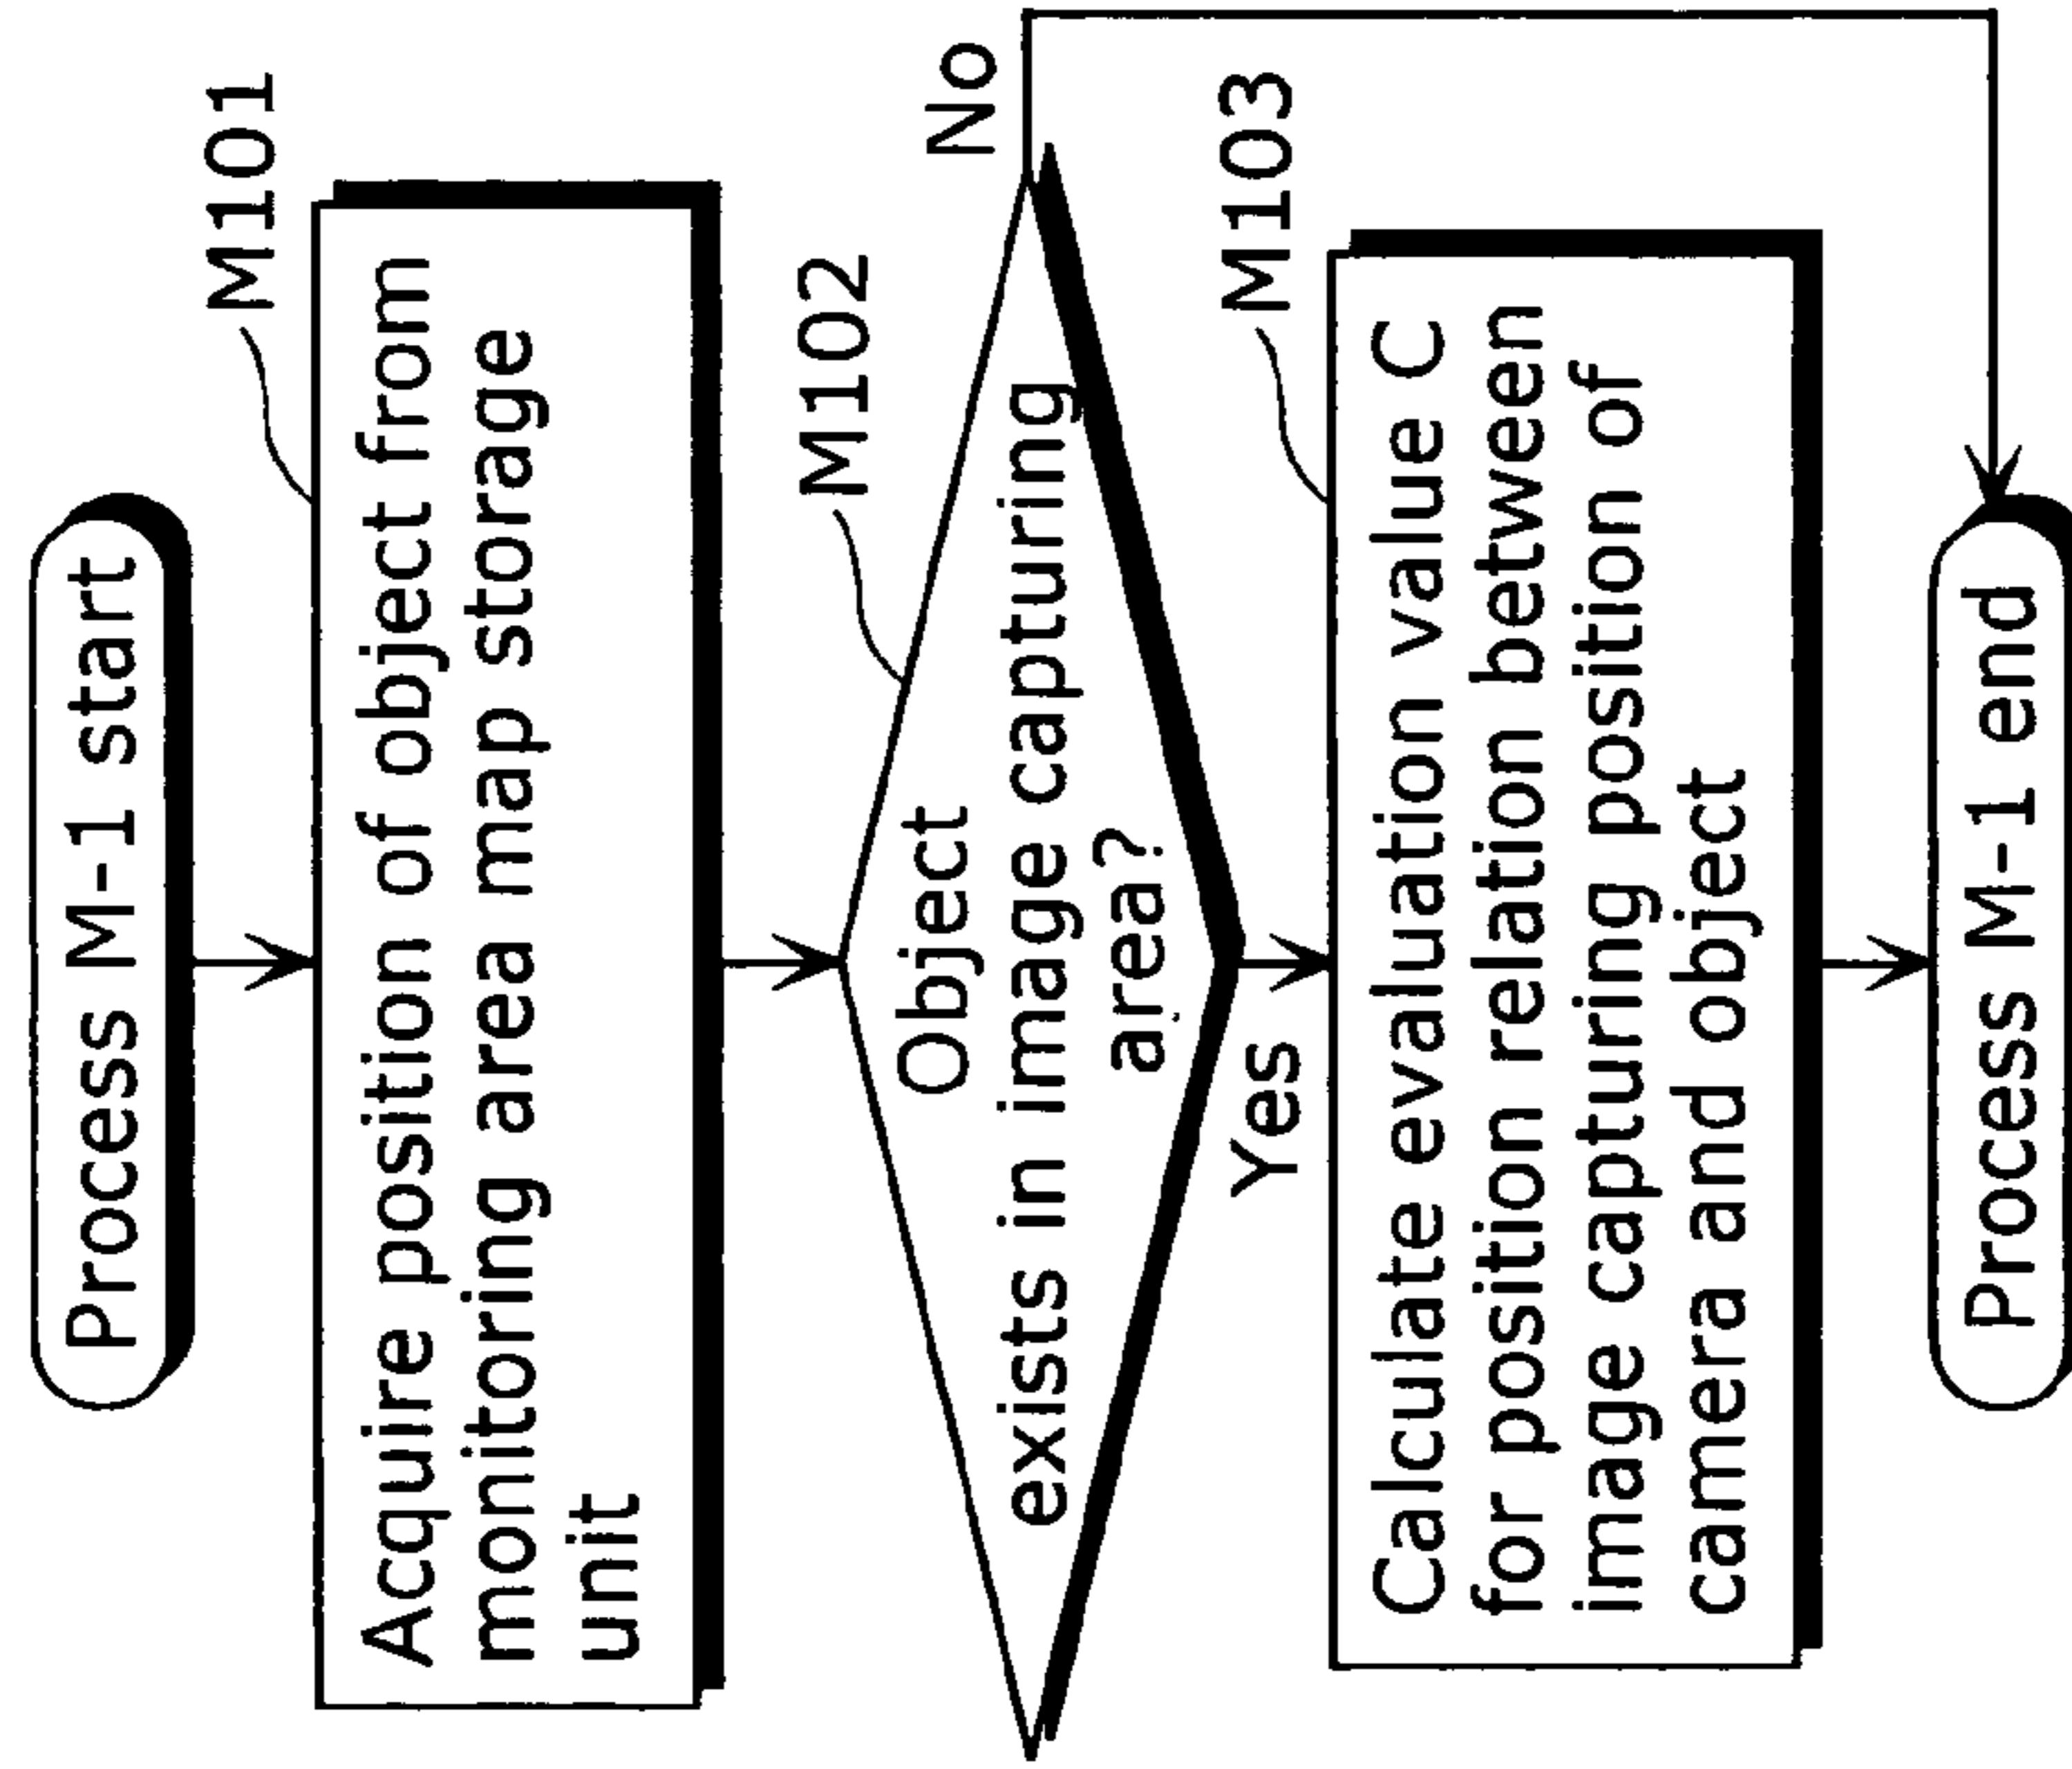 Process M-1 start
M101
Acquire position of object from
monitoring area map storage
unit
M102
Object
exists in image capturing
area?
No
Yes
M103
Calculate evaluation value C
for position relation between
image capturing position of
camera and object
Process M-1 end